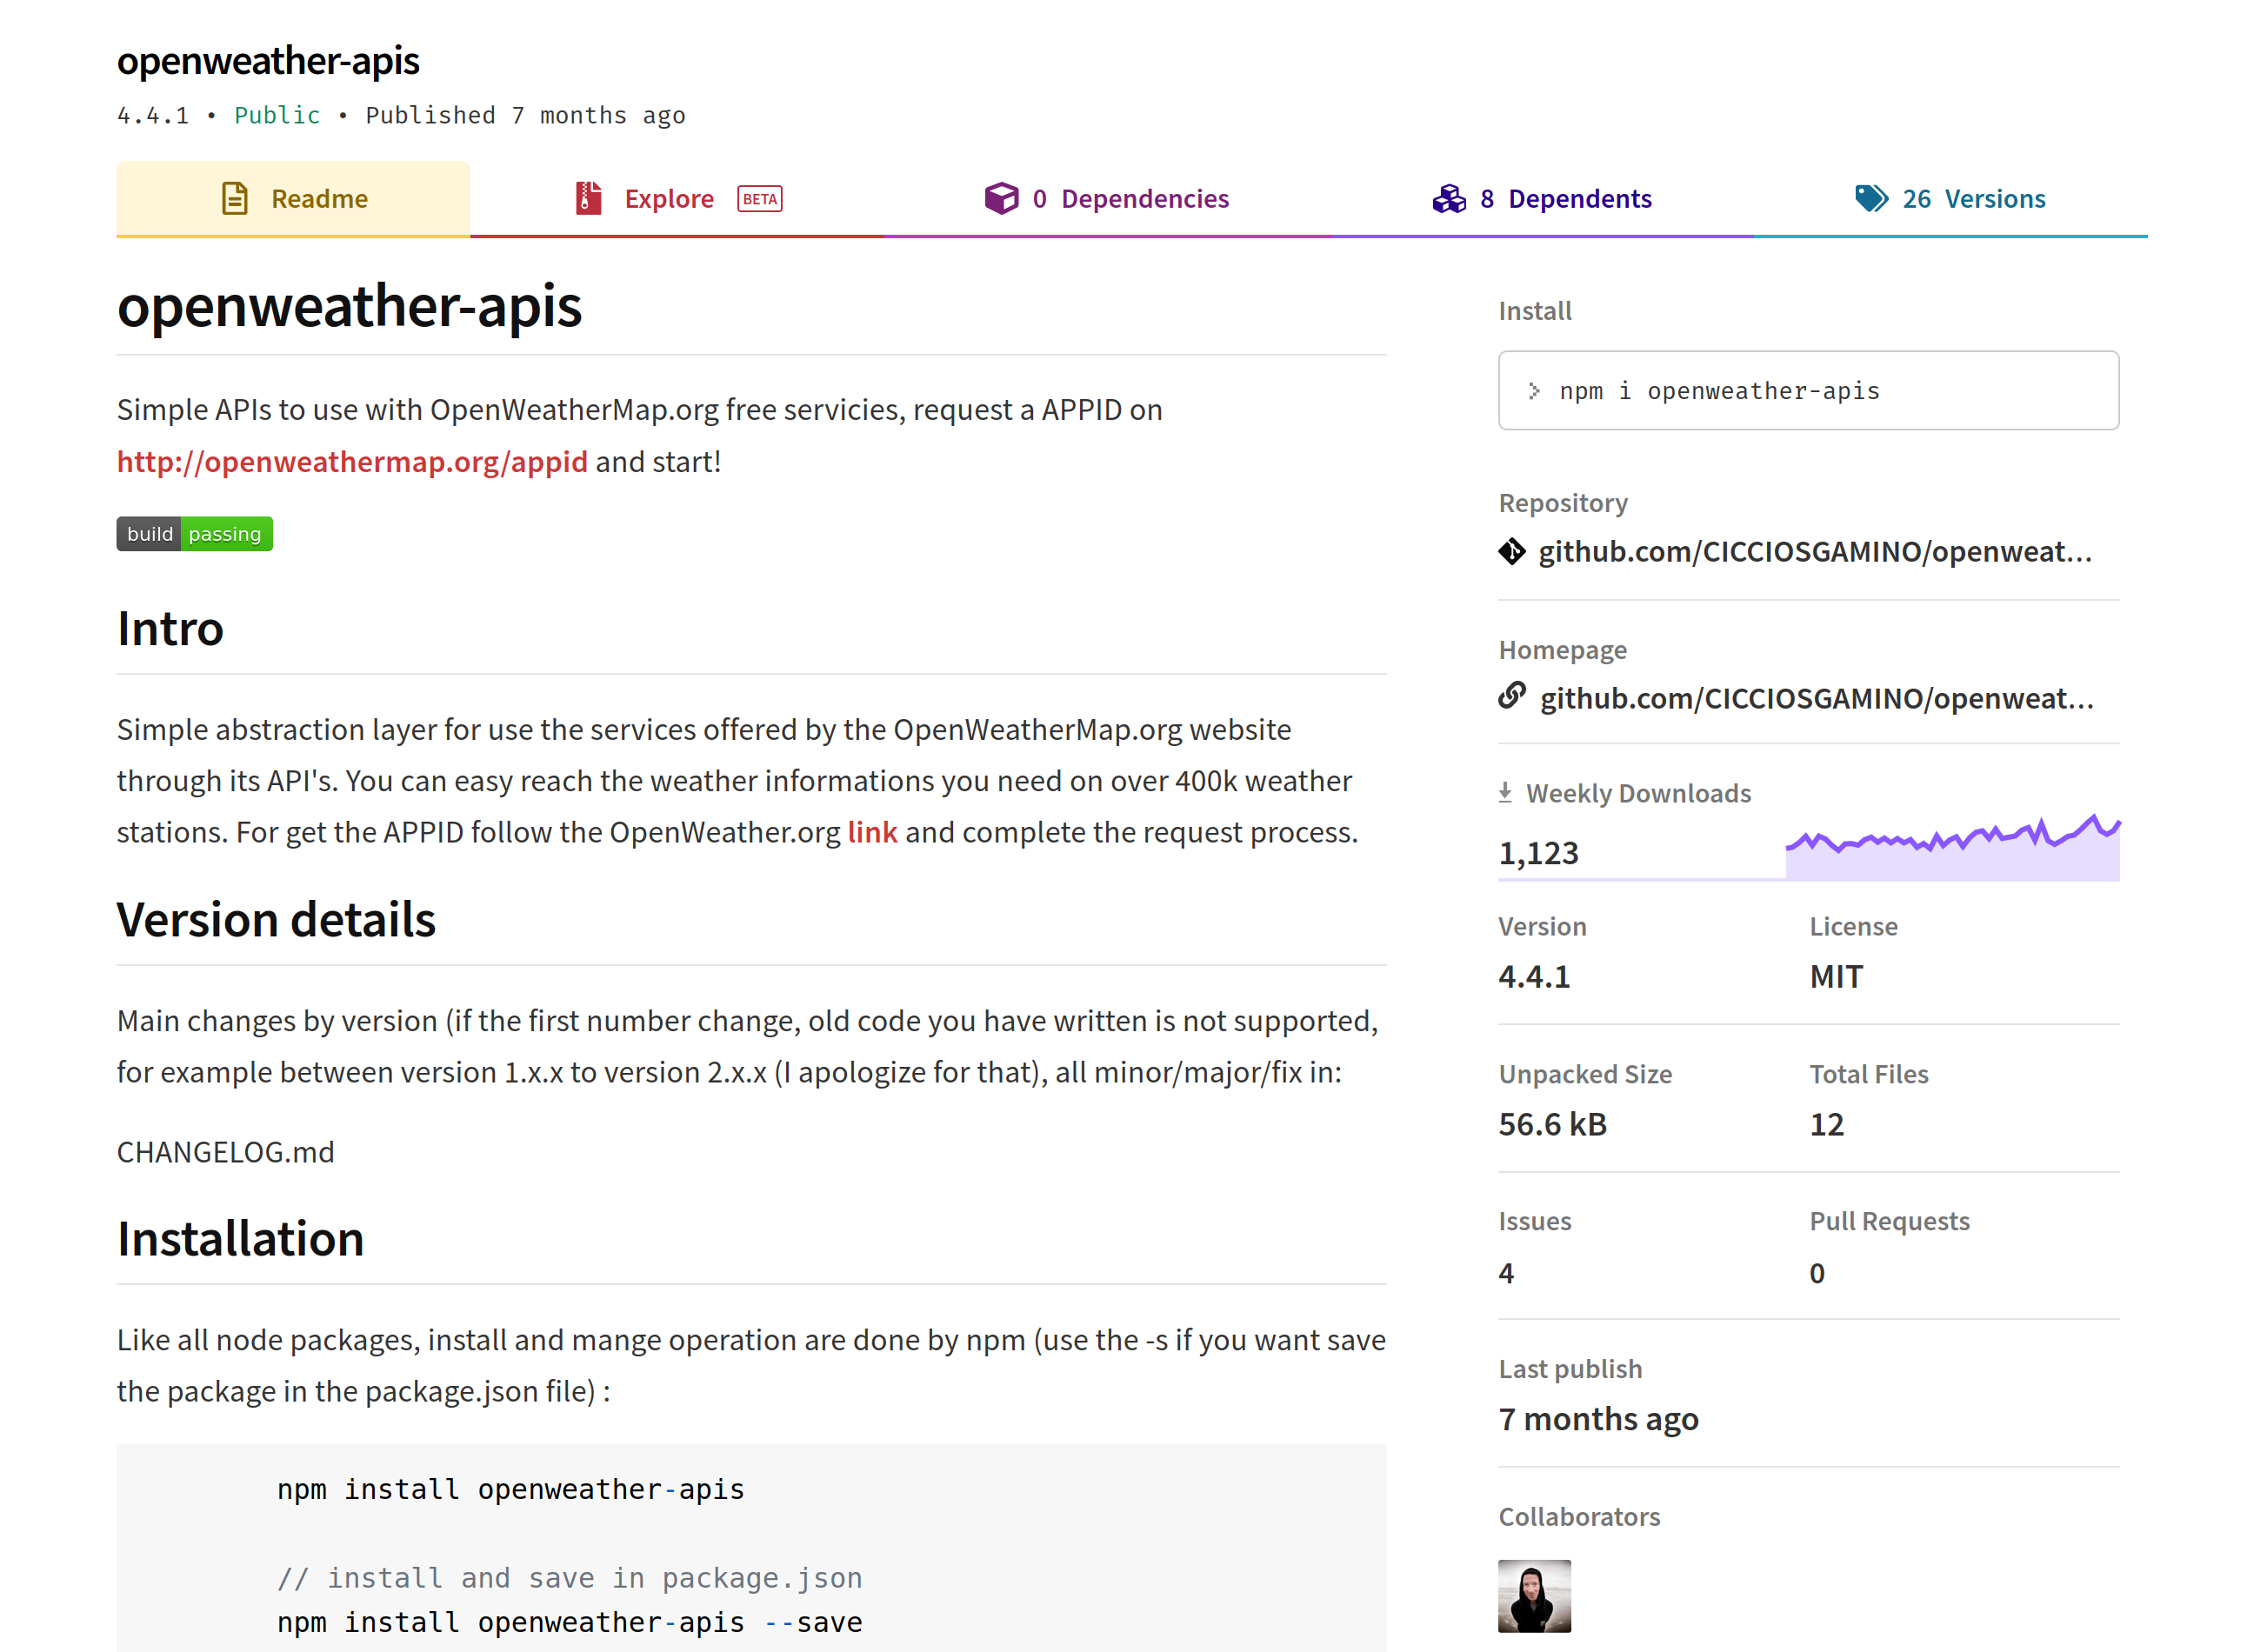 openweather-apis
4.4.1 • Public • Published 7 months ago
Readme
Explore BETA
0 Dependencies
8 Dependents
26 Versions
openweather-apis
Simple APIs to use with OpenWeatherMap.org free servicies, request a APPID on
http://openweathermap.org/appid and start!
build passing
Intro
Simple abstraction layer for use the services offered by the OpenWeatherMap.org website
through its API's. You can easy reach the weather informations you need on over 400k weather
stations. For get the APPID follow the OpenWeather.org link and complete the request process.
Version details
Main changes by version (if the first number change, old code you have written is not supported,
for example between version 1.x.x to version 2.x.x (I apologize for that), all minor/major/fix in:
CHANGELOG.md
Installation
Like all node packages, install and mange operation are done by npm (use the -s if you want save
the package in the package.json file) :
npm install openweather-apis
// install and save in package.json
npm install openweather-apis --save
Install
> npm i openweather-apis
Repository
github.com/CICCIOSGAMINO/openweat...
Homepage
github.com/CICCIOSGAMINO/openweat...
Weekly Downloads
1,123
Version
4.4.1
License
MIT
Unpacked Size
56.6 kB
Total Files
12
Issues
4
Pull Requests
0
Last publish
7 months ago
Collaborators